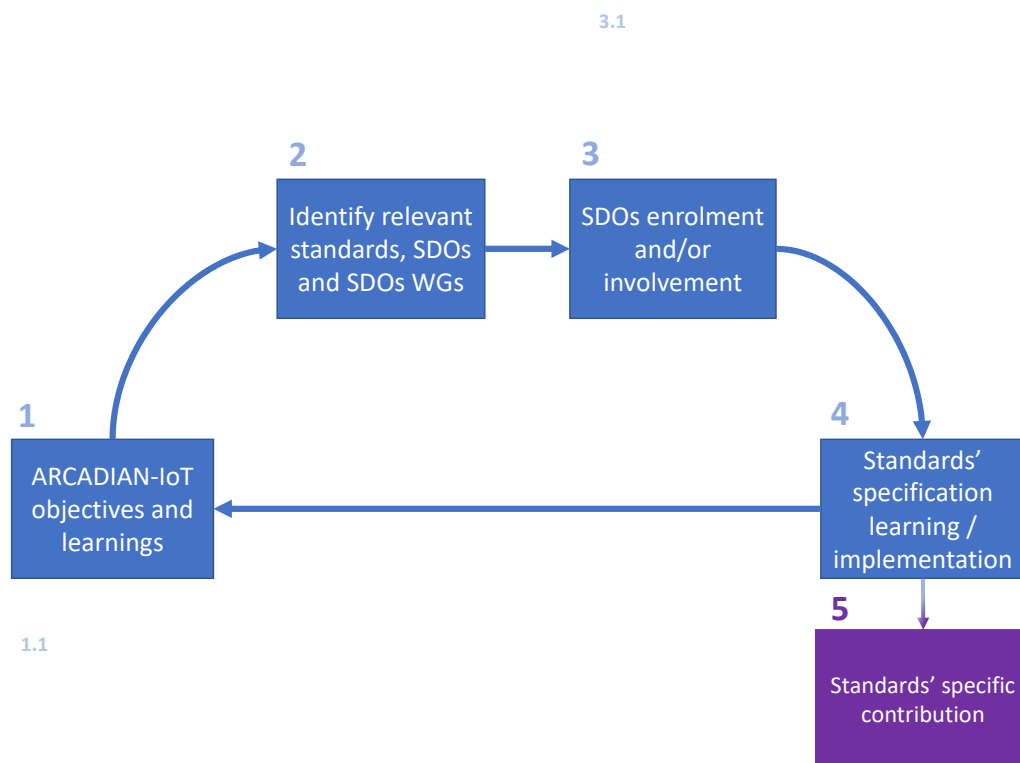 3.1
2
Identify relevant
standards, SDOs
and SDOs WGs
3
SDOs enrolment
and/or
involvement
1
ARCADIAN-IoT
objectives and
learnings
4
Standards’
specification
learning /
implementation
5
Standards’ specific
contribution
1.1